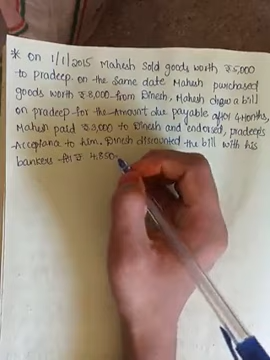 * On 1/1/2015 Mahesh Sold goods worth ₹ 5,000
to pradeep. on the same date Mahesh purchased
goods worth ₹ 8,000 from Dinesh, Mahesh drew a bill
on pradeep for the Amount due payable after 4 Months,
Mahesh paid ₹ 3,000 to Dinesh and endorsed, pradeep's
Acceptance to him, Dinesh discounted the bill with his
bankers for ₹ 4,850